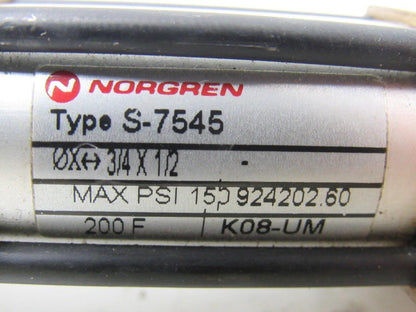 NORGREN
Type S-7545
ØX↔ 3/4 X 1/2 -
MAX PSI 150 924202.60
200 F K08-UM